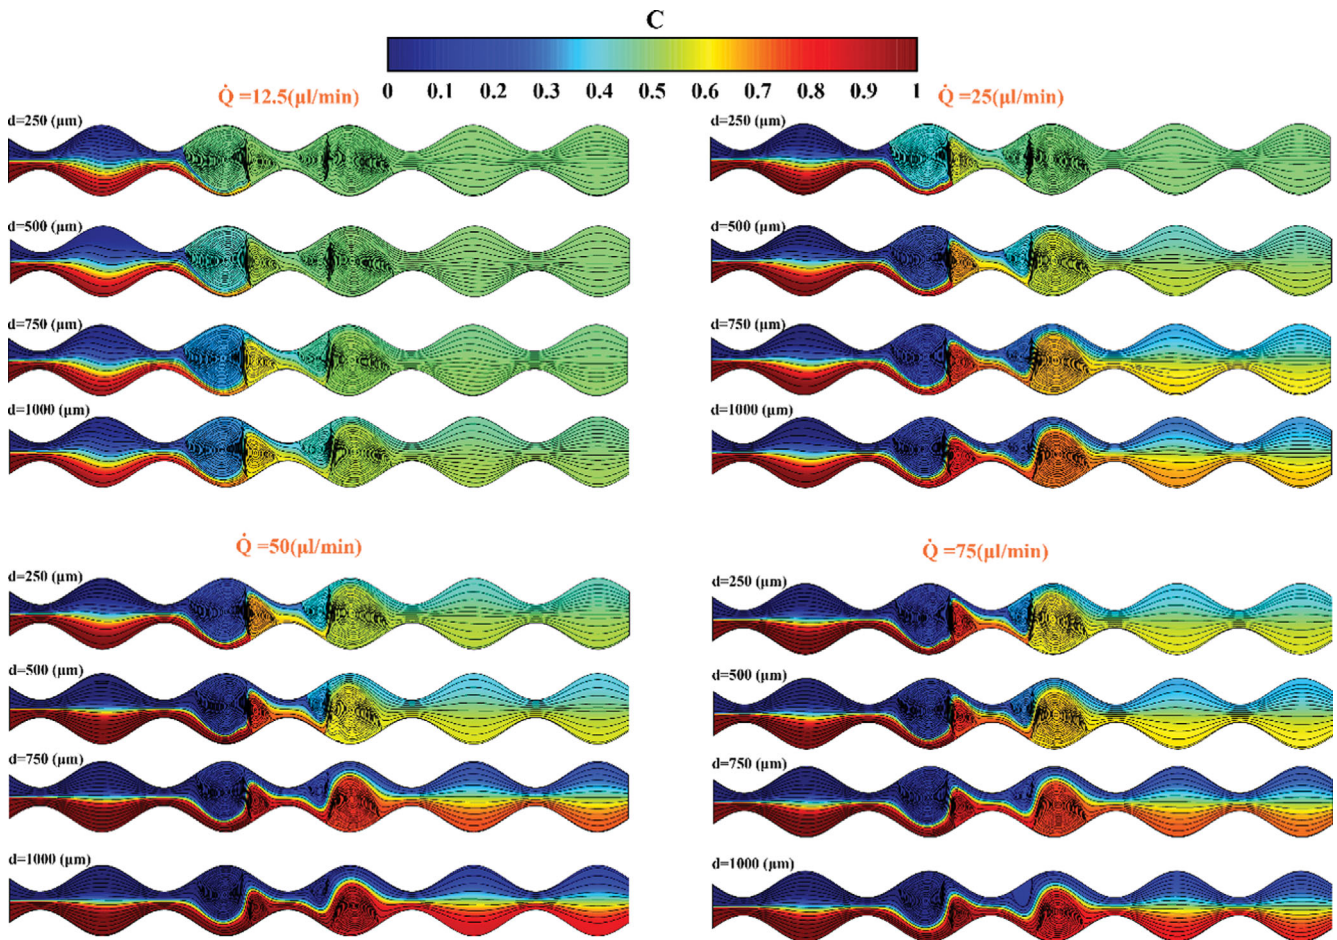 C
0 0.1 0.2 0.3 0.4 0.5 0.6 0.7 0.8 0.9 1
Q̇ =12.5(μl/min)
d=250 (μm)
d=500 (μm)
d=750 (μm)
d=1000 (μm)
Q̇ =25(μl/min)
d=250 (μm)
d=500 (μm)
d=750 (μm)
d=1000 (μm)
Q̇ =50(μl/min)
d=250 (μm)
d=500 (μm)
d=750 (μm)
d=1000 (μm)
Q̇ =75(μl/min)
d=250 (μm)
d=500 (μm)
d=750 (μm)
d=1000 (μm)